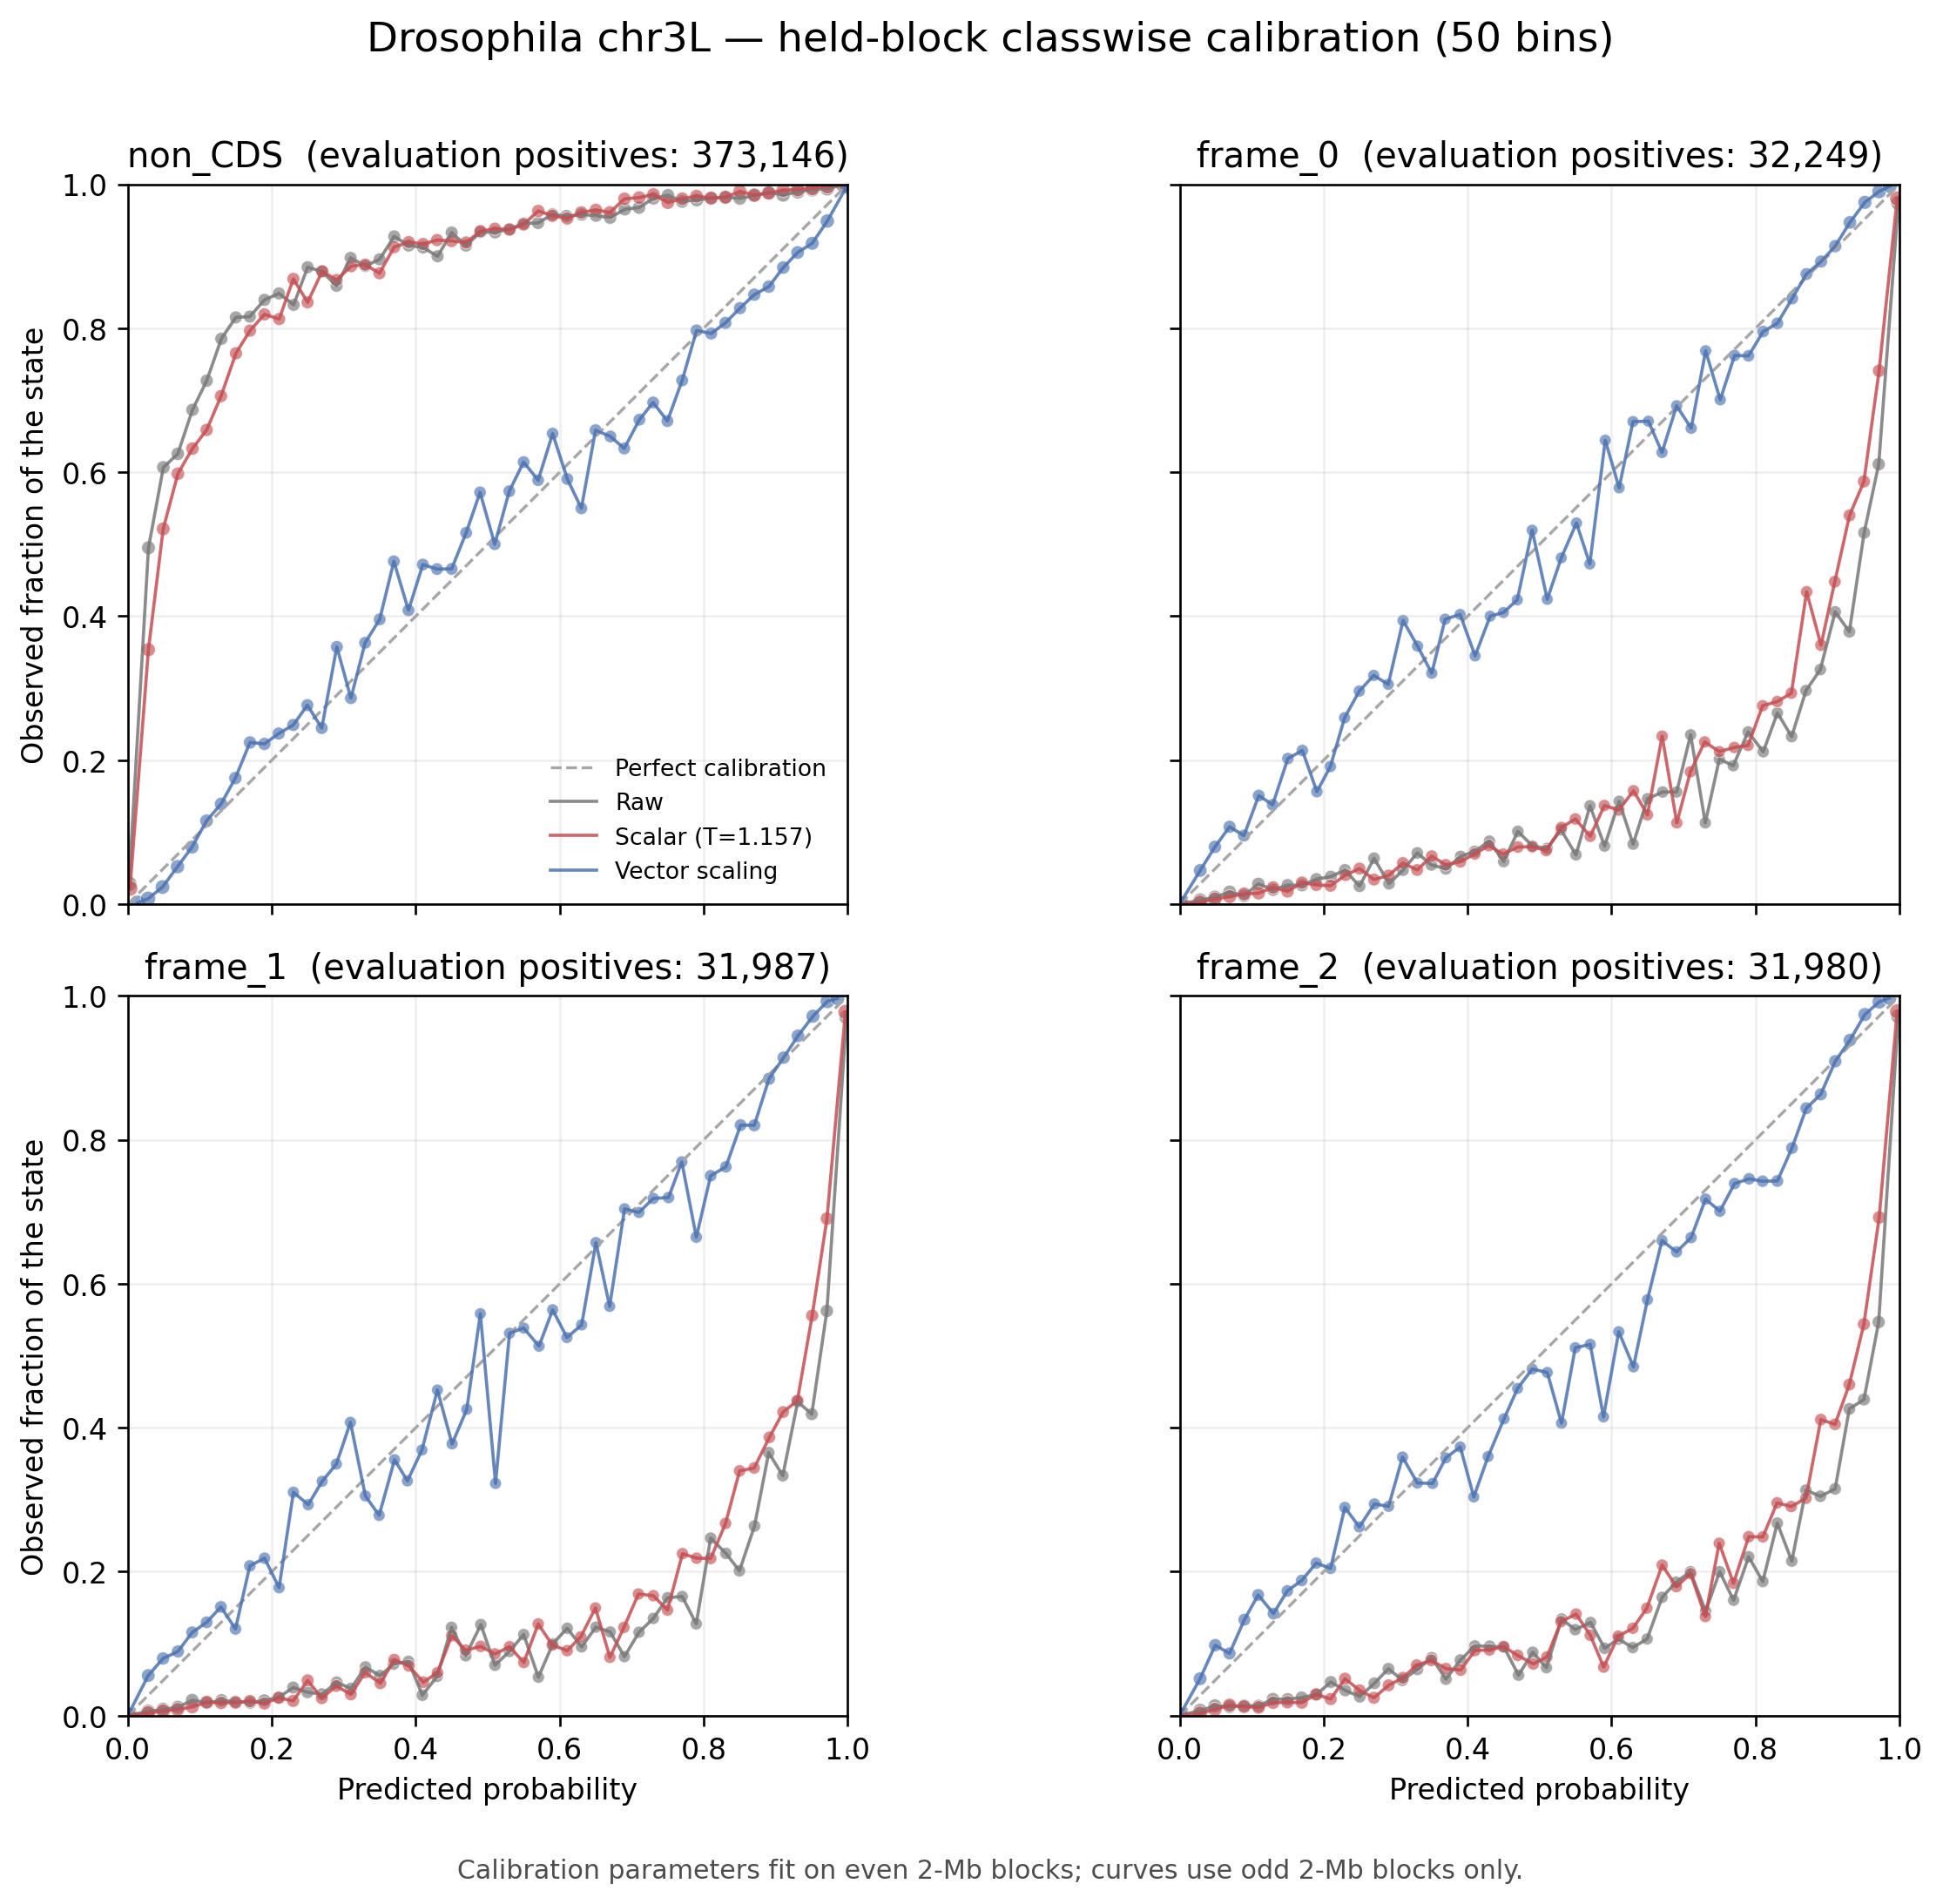 Drosophila chr3L — held-block classwise calibration (50 bins)
non_CDS (evaluation positives: 373,146)
frame_0 (evaluation positives: 32,249)
1.0
0.8
0.6
0.4
0.2
0.0
Observed fraction of the state
Perfect calibration
Raw
Scalar (T=1.157)
Vector scaling
frame_1 (evaluation positives: 31,987)
frame_2 (evaluation positives: 31,980)
1.0
0.8
0.6
0.4
0.2
0.0
Observed fraction of the state
0.0 0.2 0.4 0.6 0.8 1.0
0.0 0.2 0.4 0.6 0.8 1.0
Predicted probability
Predicted probability
Calibration parameters fit on even 2-Mb blocks; curves use odd 2-Mb blocks only.